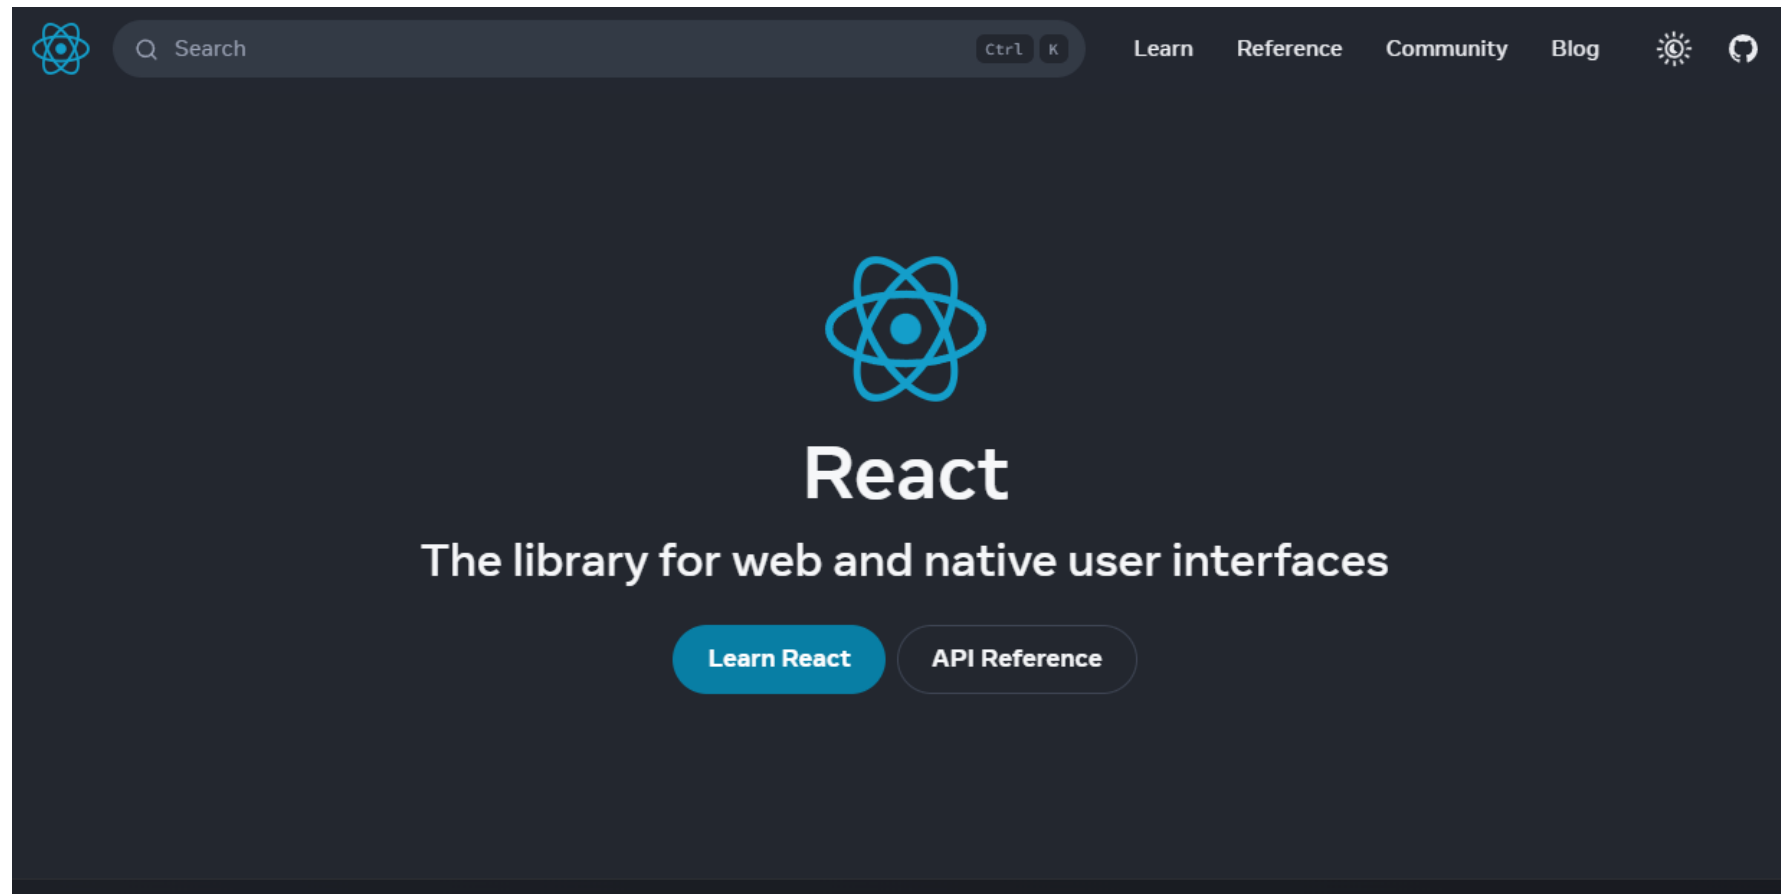 Search Ctrl K Learn Reference Community Blog
React
The library for web and native user interfaces
Learn React API Reference